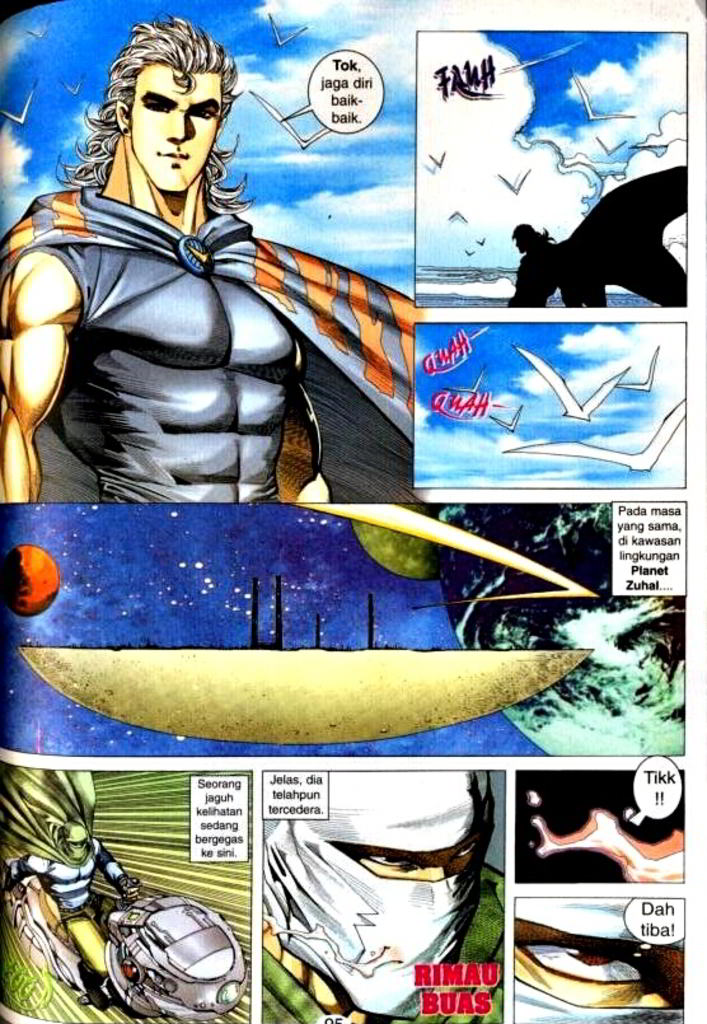 Tok,
jaga diri
baik-
baik.
FAUH
QUAH
QUAH
Pada masa
yang sama,
di kawasan
lingkungan
Planet
Zuhal....
Seorang
jaguh
kelihatan
sedang
bergegas
ke sini.
Jelas, dia
telahpun
tercedera.
RIMAU
BUAS
Tikk
!!
Dah
tiba!